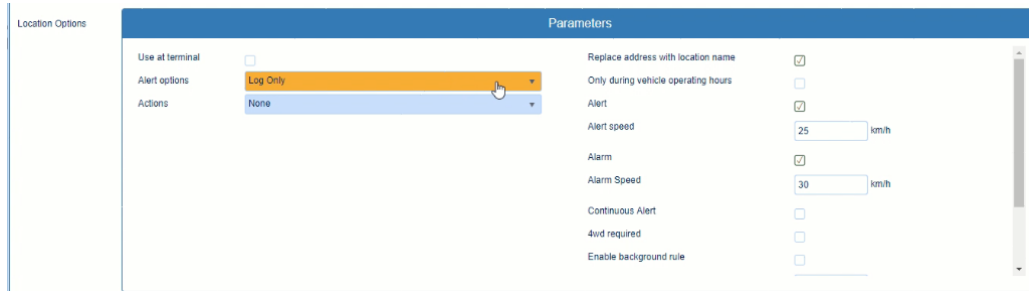 Location Options
Parameters
Use at terminal
Alert options
Log Only
Actions
None
Replace address with location name
Only during vehicle operating hours
Alert
Alert speed
25
km/h
Alarm
Alarm Speed
30
km/h
Continuous Alert
4wd required
Enable background rule